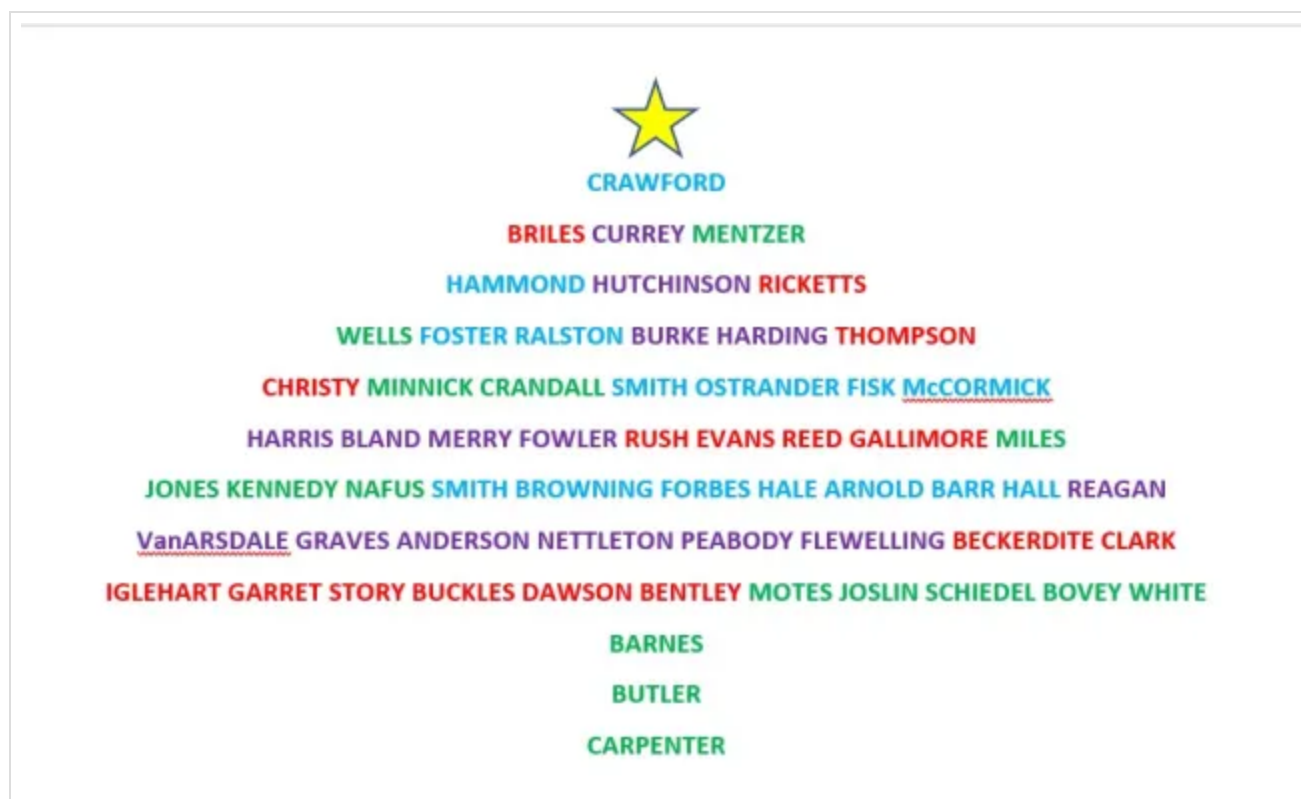 CRAWFORD
BRILES CURREY MENTZER
HAMMOND HUTCHINSON RICKETTS
WELLS FOSTER RALSTON BURKE HARDING THOMPSON
CHRISTY MINNICK CRANDALL SMITH OSTRANDER FISK McCORMICK
HARRIS BLAND MERRY FOWLER RUSH EVANS REED GALLIMORE MILES
JONES KENNEDY NAFUS SMITH BROWNING FORBES HALE ARNOLD BARR HALL REAGAN
VanARSDALE GRAVES ANDERSON NETTLETON PEABODY FLEWELLING BECKERDITE CLARK
IGLEHART GARRET STORY BUCKLES DAWSON BENTLEY MOTES JOSLIN SCHIEDEL BOVEY WHITE
BARNES
BUTLER
CARPENTER